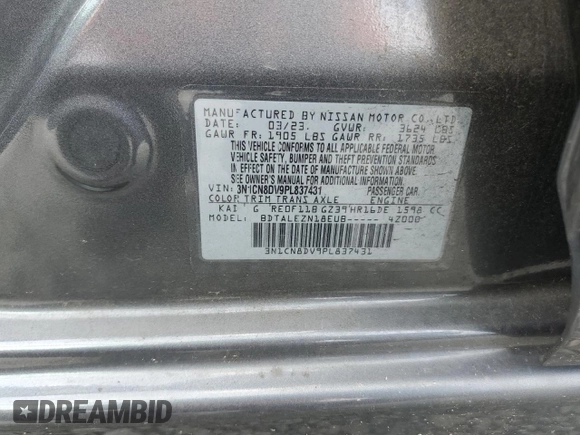 MANUFACTURED BY NISSAN MOTOR CO.,LTD.
DATE: 03/23. GVWR: 3624 LBS
GAWR FR: 1905 LBS GAWR RR: 1735 LBS
THIS VEHICLE CONFORMS TO ALL APPLICABLE FEDERAL MOTOR
VEHICLE SAFETY, BUMPER AND THEFT PREVENTION STANDARDS
IN EFFECT ON THE DATE OF MANUFACTURE SHOWN ABOVE.
SEE OWNER'S MANUAL FOR ADDITIONAL INFORMATION.
VIN: 3N1CN8DV9PL837431 PASSENGER CAR
COLOR TRIM TRANS AXLE ENGINE
KAI G RE0F11B GZ39 HR16DE 1598 CC
MODEL: BDTALEZN18EUB----- 4Z000
3N1CN8DV9PL837431
DREAMBID